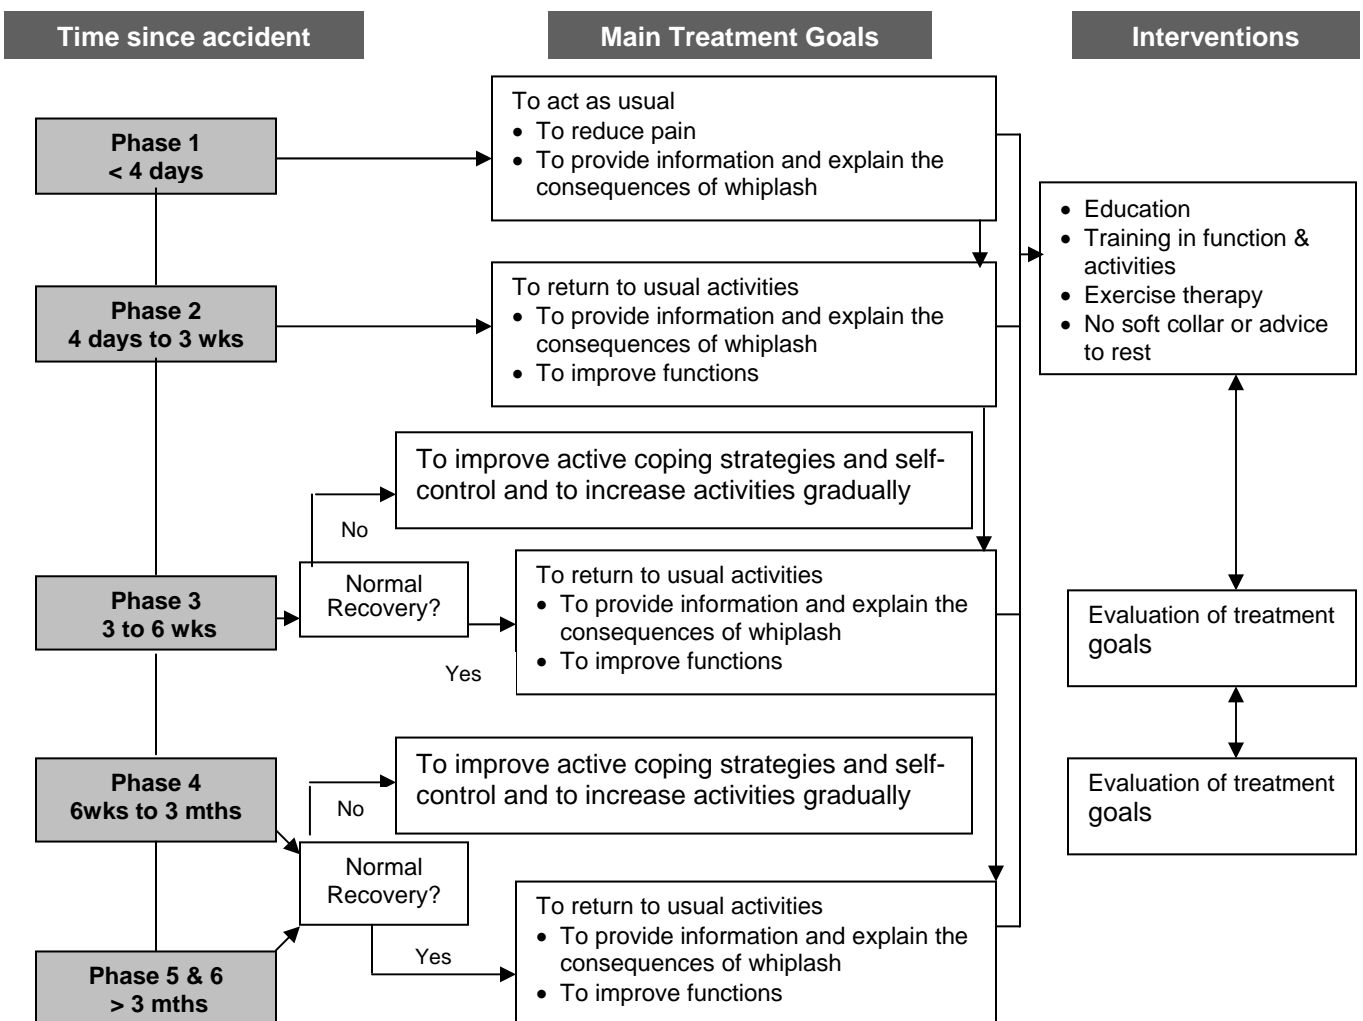 Time since accident
Main Treatment Goals
Interventions
Phase 1
< 4 days
To act as usual
• To reduce pain
• To provide information and explain the
consequences of whiplash
• Education
• Training in function &
activities
• Exercise therapy
• No soft collar or advice
to rest
Phase 2
4 days to 3 wks
To return to usual activities
• To provide information and explain the
consequences of whiplash
• To improve functions
To improve active coping strategies and self-
control and to increase activities gradually
No
Phase 3
3 to 6 wks
Normal
Recovery?
Yes
To return to usual activities
• To provide information and explain the
consequences of whiplash
• To improve functions
Evaluation of treatment
goals
Phase 4
6wks to 3 mths
No
To improve active coping strategies and self-
control and to increase activities gradually
Evaluation of treatment
goals
Normal
Recovery?
Yes
To return to usual activities
• To provide information and explain the
consequences of whiplash
• To improve functions
Phase 5 & 6
> 3 mths